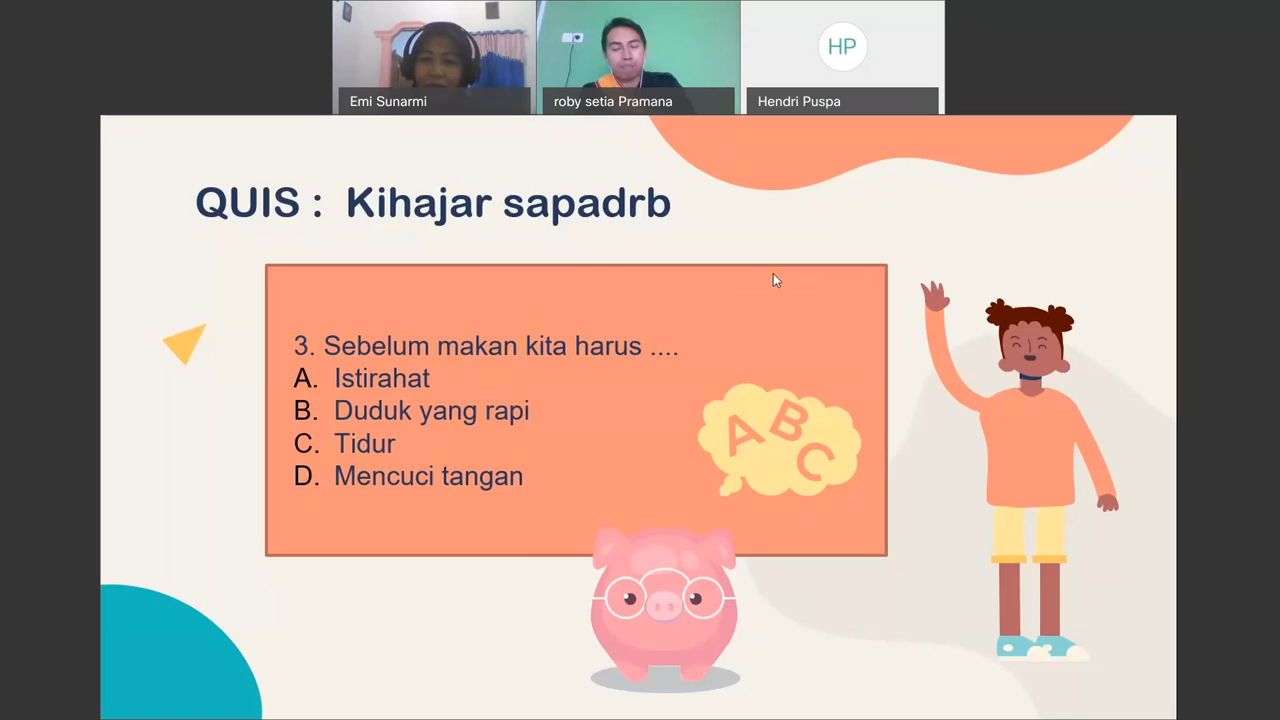 HP
Emi Sunarmi
roby setia Pramana
Hendri Puspa
QUIS : Kihajar sapadrb
3. Sebelum makan kita harus ....
A. Istirahat
B. Duduk yang rapi
C. Tidur
D. Mencuci tangan
A B C